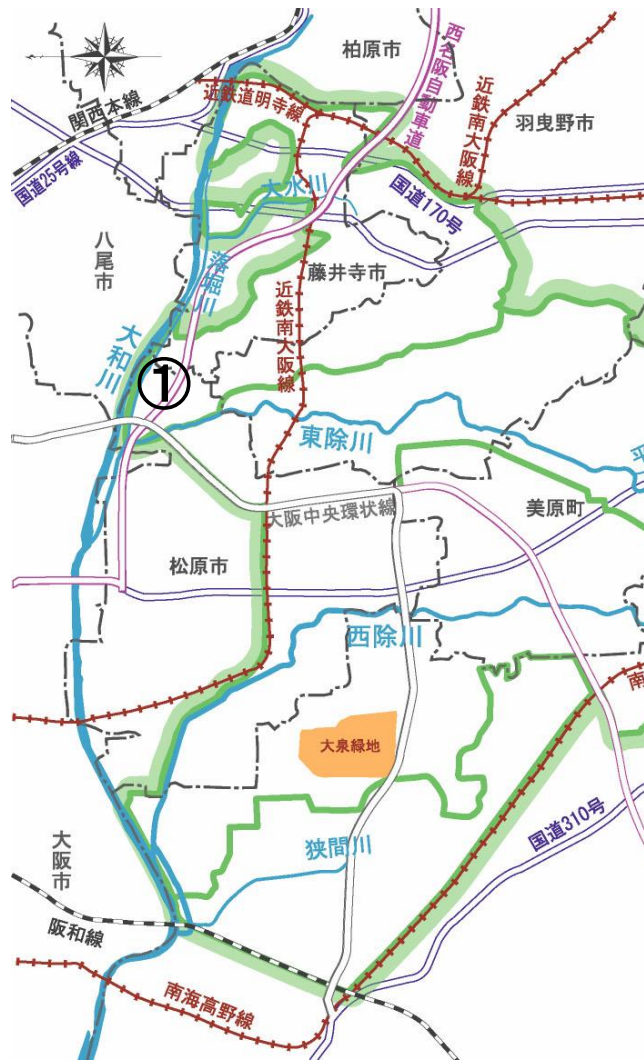 柏原市
西名阪自動車道
近鉄道明寺線
関西本線
近鉄南大阪線
羽曳野市
国道25号線
大水川
国道170号
八尾市
落堀川
藤井寺市
近鉄南大阪線
大和川
①
東除川
平
大阪中央環状線
美原町
松原市
西除川
南
大泉緑地
国道310号
狭間川
大阪市
阪和線
南海高野線